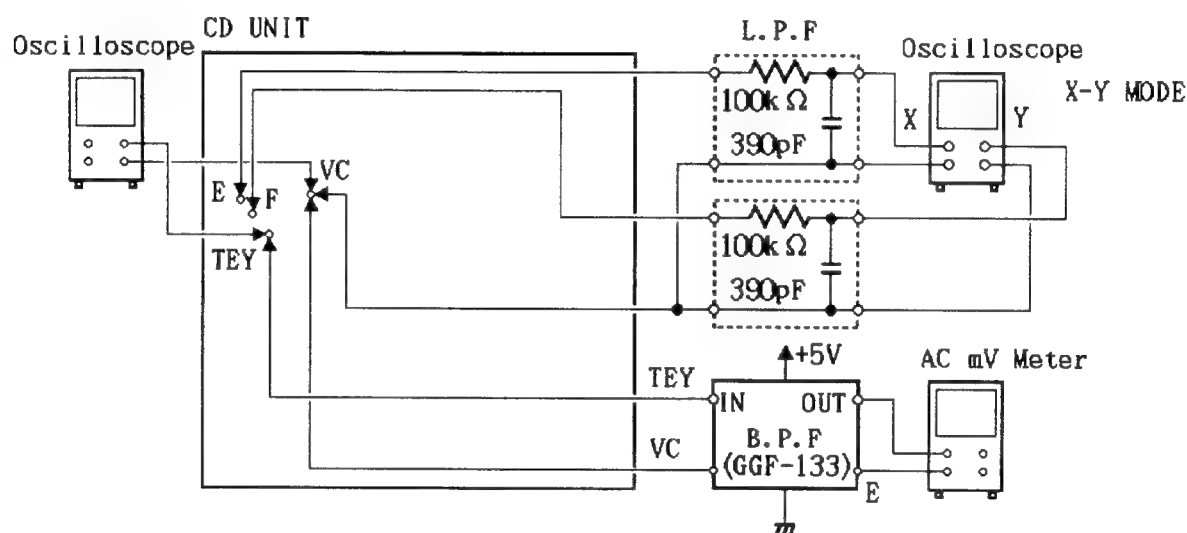 CD UNIT
L.P.F
Oscilloscope
Oscilloscope
X-Y MODE
100kΩ
X
Y
390pF
VC
E
F
TEY
100kΩ
390pF
+5V
AC mV Meter
TEY
IN
OUT
B.P.F
VC
(GGF-133)
E